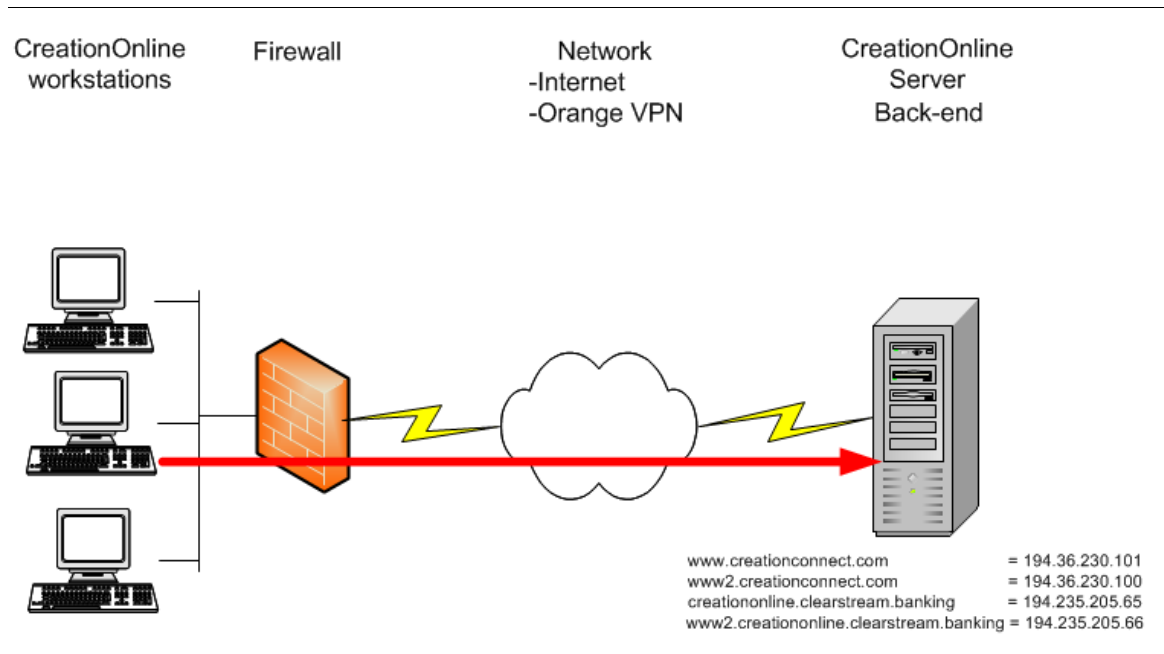 CreationOnline
workstations
Firewall
Network
-Internet
-Orange VPN
CreationOnline
Server
Back-end
www.creationconnect.com = 194.36.230.101
www2.creationconnect.com = 194.36.230.100
creationonline.clearstream.banking = 194.235.205.65
www2.creationonline.clearstream.banking = 194.235.205.66